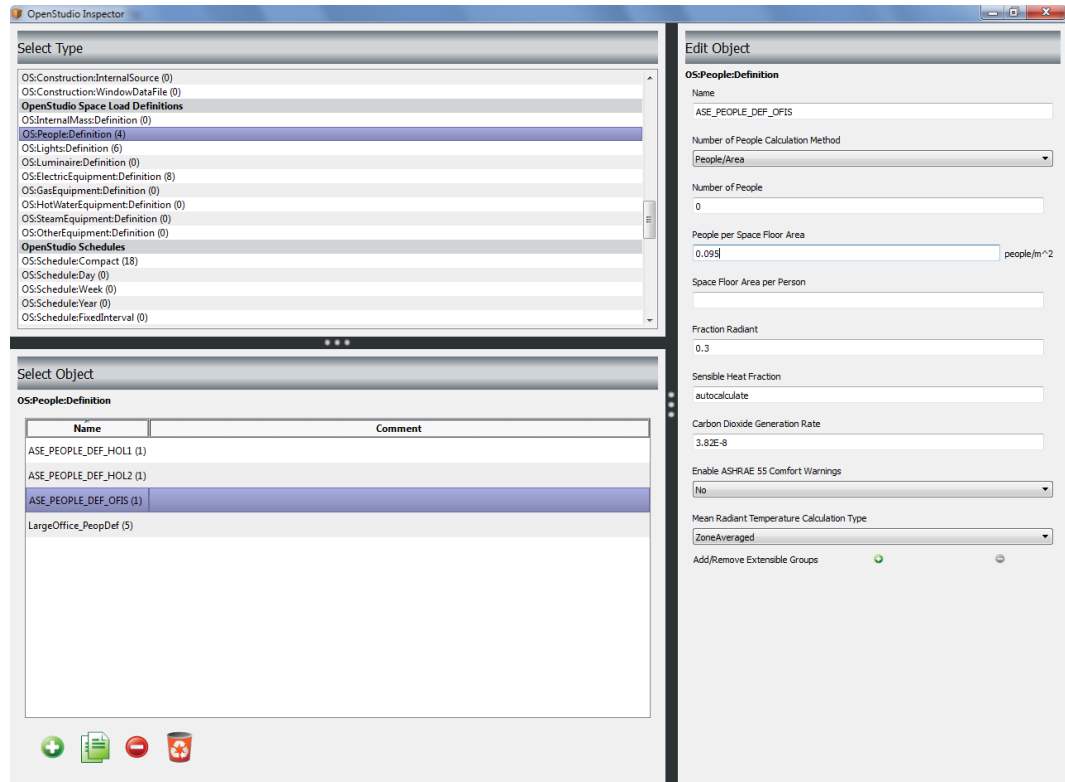 OpenStudio Inspector
Select Type
OS:Construction:InternalSource (0)
OS:Construction:WindowDataFile (0)
OpenStudio Space Load Definitions
OS:InternalMass:Definition (0)
OS:People:Definition (4)
OS:Lights:Definition (6)
OS:Luminaire:Definition (0)
OS:ElectricEquipment:Definition (8)
OS:GasEquipment:Definition (0)
OS:HotWaterEquipment:Definition (0)
OS:SteamEquipment:Definition (0)
OS:OtherEquipment:Definition (0)
OpenStudio Schedules
OS:Schedule:Compact (18)
OS:Schedule:Day (0)
OS:Schedule:Week (0)
OS:Schedule:Year (0)
OS:Schedule:FixedInterval (0)
Select Object
OS:People:Definition
Name Comment
ASE_PEOPLE_DEF_HOL1 (1)
ASE_PEOPLE_DEF_HOL2 (1)
ASE_PEOPLE_DEF_OFIS (1)
LargeOffice_PeopDef (5)
Edit Object
OS:People:Definition
Name
ASE_PEOPLE_DEF_OFIS
Number of People Calculation Method
People/Area
Number of People
0
People per Space Floor Area
0.095 people/m^2
Space Floor Area per Person
Fraction Radiant
0.3
Sensible Heat Fraction
autocalculate
Carbon Dioxide Generation Rate
3.82E-8
Enable ASHRAE 55 Comfort Warnings
No
Mean Radiant Temperature Calculation Type
ZoneAveraged
Add/Remove Extensible Groups